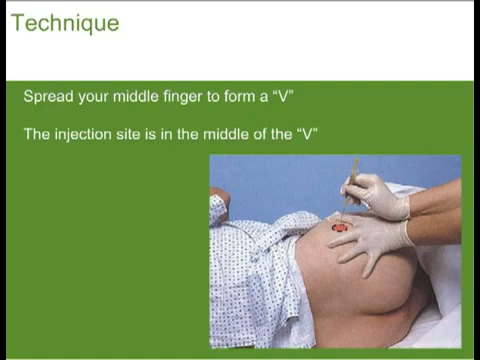 Technique
Spread your middle finger to form a “V”
The injection site is in the middle of the “V”